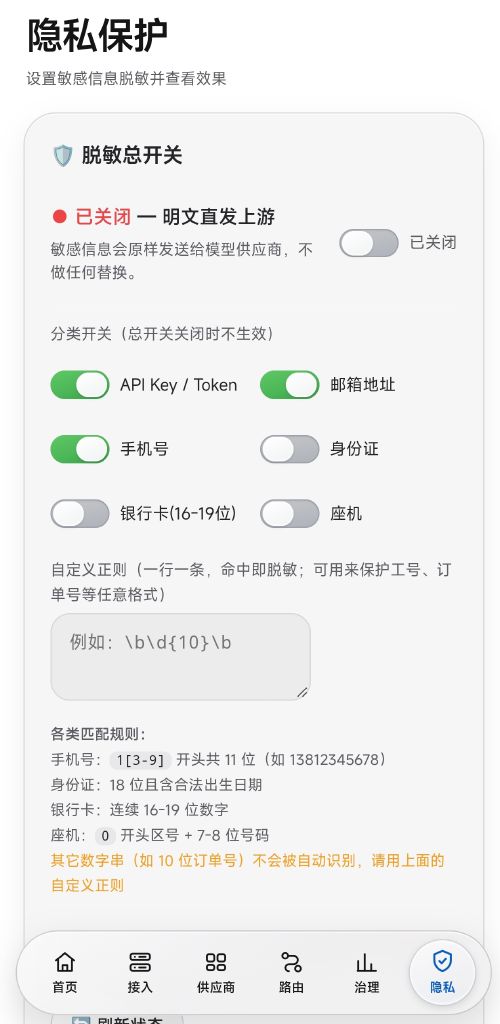 隐私保护
设置敏感信息脱敏并查看效果
脱敏总开关
已关闭 — 明文直发上游
敏感信息会原样发送给模型供应商，不
做任何替换。
已关闭
分类开关（总开关关闭时不生效）
API Key / Token
邮箱地址
手机号
身份证
银行卡(16-19位)
座机
自定义正则（一行一条，命中即脱敏；可用来保护工号、订
单号等任意格式）
例如：\b\d{10}\b
各类匹配规则：
手机号：1[3-9] 开头共 11 位（如 13812345678）
身份证：18 位且含合法出生日期
银行卡：连续 16-19 位数字
座机：0 开头区号 + 7-8 位号码
其它数字串（如 10 位订单号）不会被自动识别，请用上面的
自定义正则
首页
接入
供应商
路由
治理
隐私
刷新状态